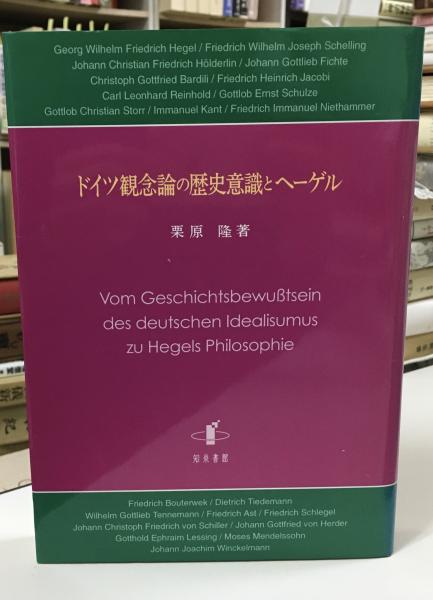 Georg Wilhelm Friedrich Hegel / Friedrich Wilhelm Joseph Schelling
Johann Christian Friedrich Hölderlin / Johann Gottlieb Fichte
Christoph Gottfried Bardili / Friedrich Heinrich Jacobi
Carl Leonhard Reinhold / Gottlob Ernst Schulze
Gottlob Christian Storr / Immanuel Kant / Friedrich Immanuel Niethammer
ドイツ観念論の歴史意識とヘーゲル
栗原 隆著
Vom Geschichtsbewußtsein
des deutschen Idealisumus
zu Hegels Philosophie
知泉書館
Friedrich Bouterwek / Dietrich Tiedemann
Wilhelm Gottlieb Tennemann / Friedrich Ast / Friedrich Schlegel
Johann Christoph Friedrich von Schiller / Johann Gottfried von Herder
Gotthold Ephraim Lessing / Moses Mendelssohn
Johann Joachim Winckelmann